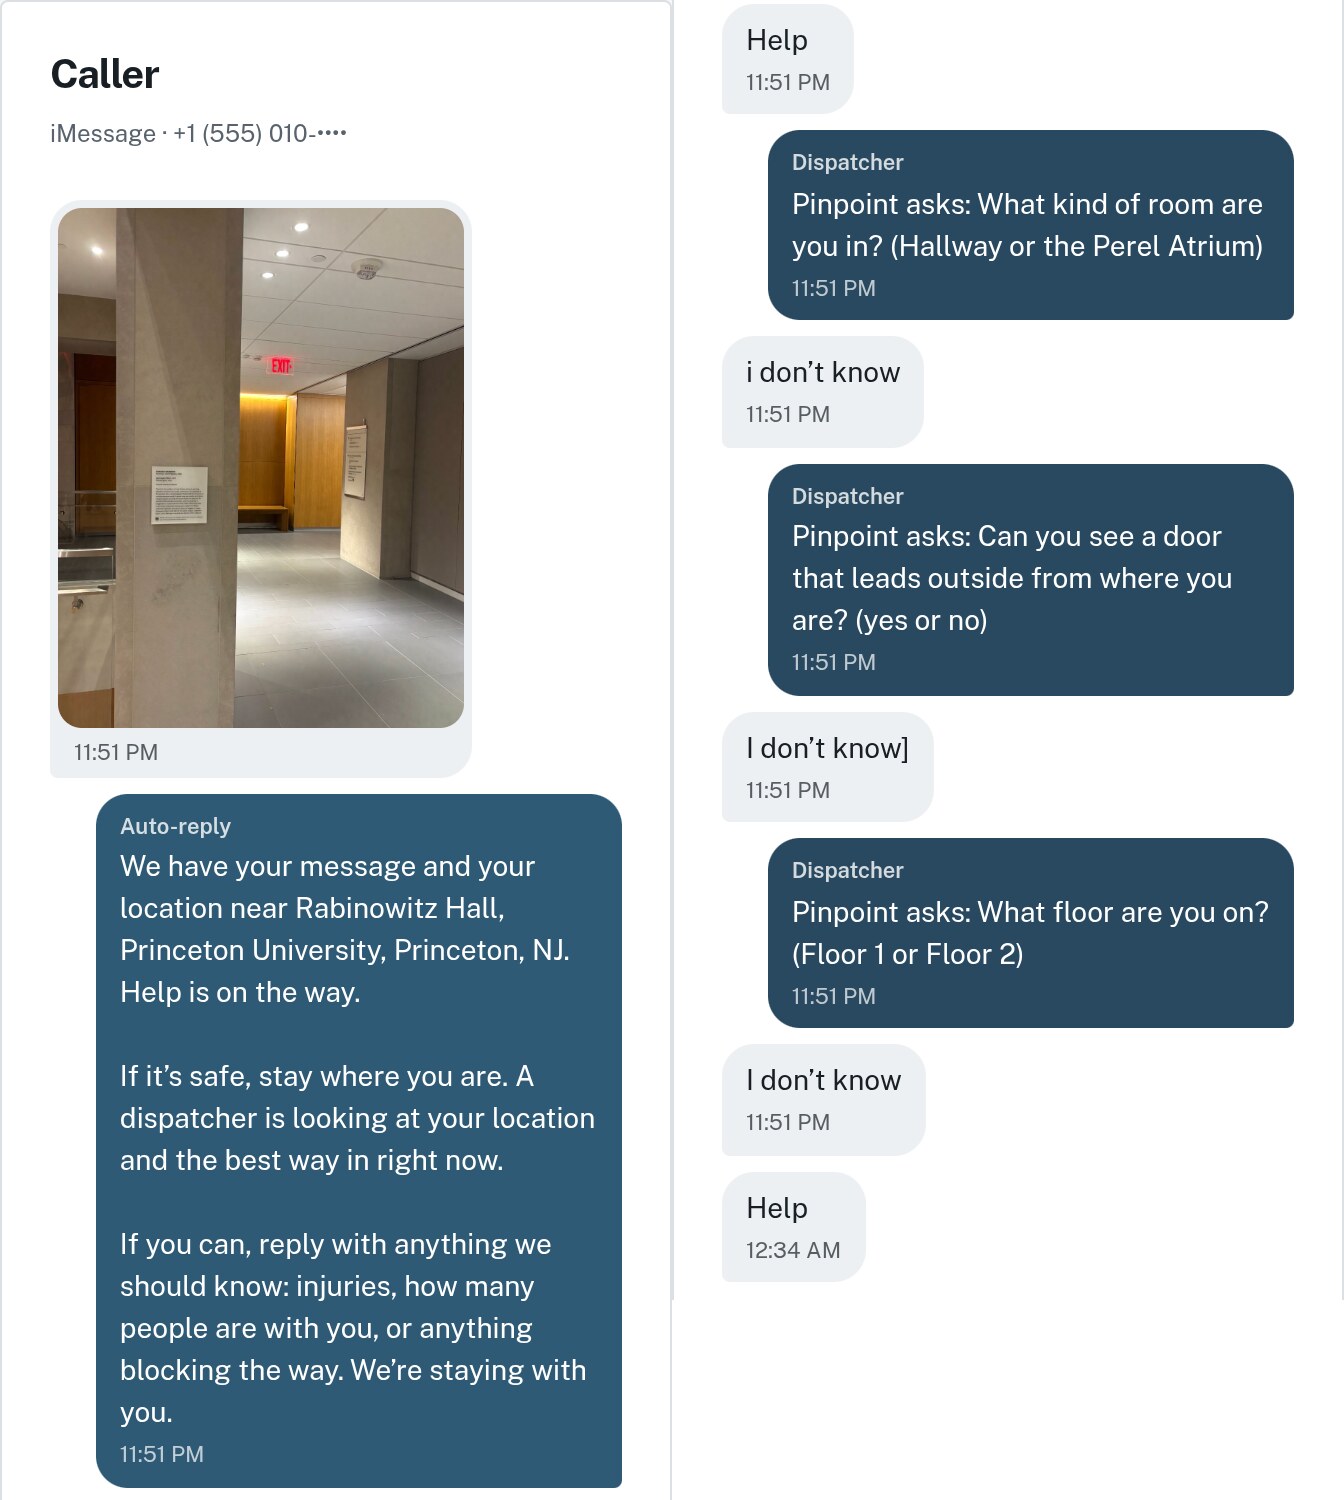 Caller
iMessage · +1 (555) 010-••••
EXIT
11:51 PM
Auto-reply
We have your message and your
location near Rabinowitz Hall,
Princeton University, Princeton, NJ.
Help is on the way.
If it’s safe, stay where you are. A
dispatcher is looking at your location
and the best way in right now.
If you can, reply with anything we
should know: injuries, how many
people are with you, or anything
blocking the way. We’re staying with
you.
11:51 PM
Help
11:51 PM
Dispatcher
Pinpoint asks: What kind of room are
you in? (Hallway or the Perel Atrium)
11:51 PM
i don’t know
11:51 PM
Dispatcher
Pinpoint asks: Can you see a door
that leads outside from where you
are? (yes or no)
11:51 PM
I don’t know]
11:51 PM
Dispatcher
Pinpoint asks: What floor are you on?
(Floor 1 or Floor 2)
11:51 PM
I don’t know
11:51 PM
Help
12:34 AM